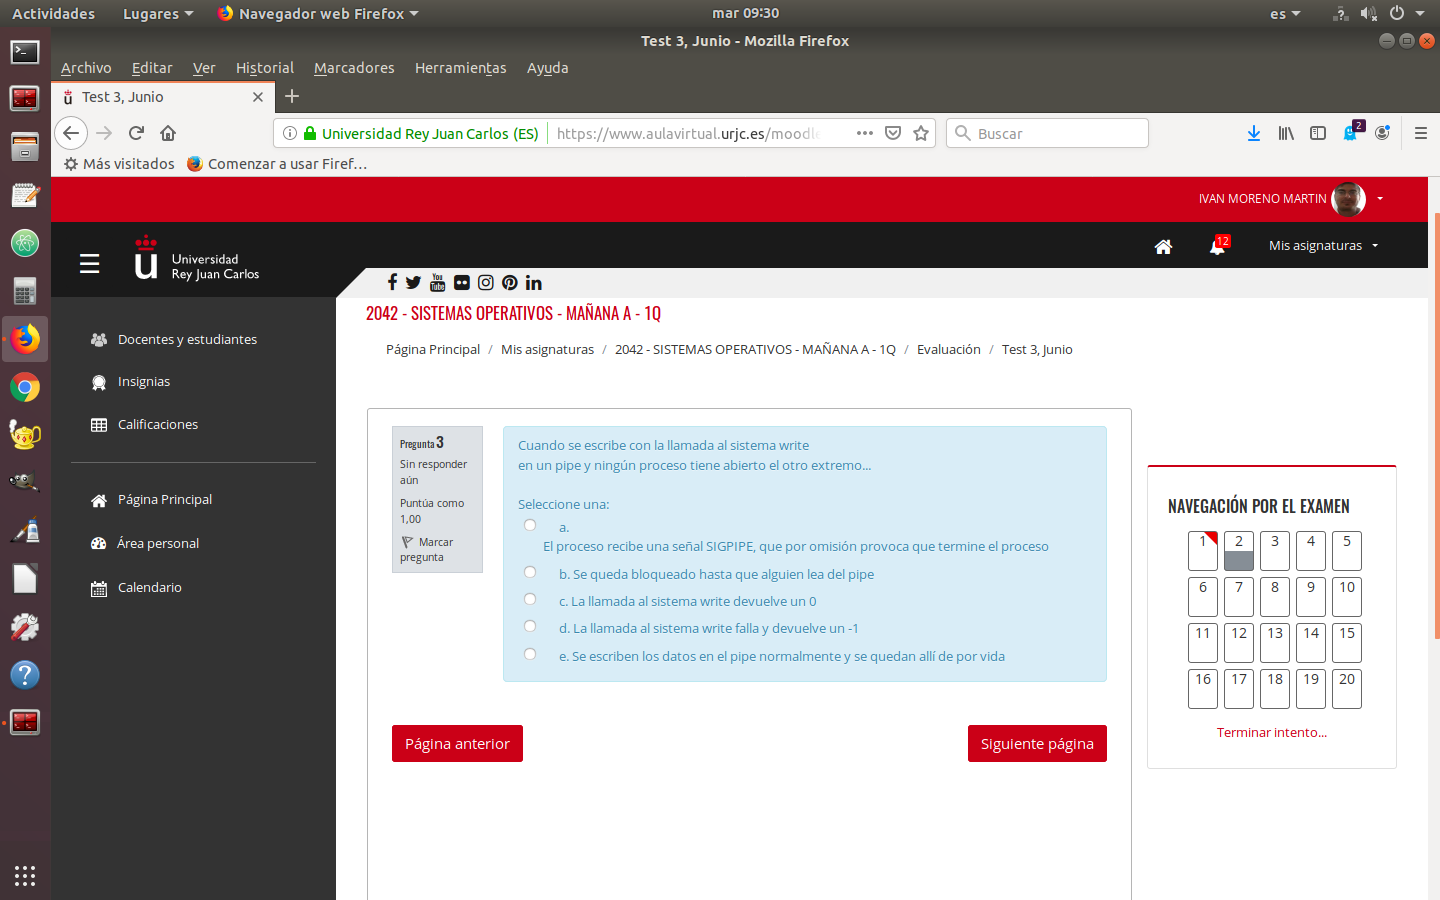 Actividades
Lugares
Navegador web Firefox
mar 09:30
es
Test 3, Junio - Mozilla Firefox
Archivo
Editar
Ver
Historial
Marcadores
Herramientas
Ayuda
Test 3, Junio
Universidad Rey Juan Carlos (ES)
https://www.aulavirtual.urjc.es/moodle
Buscar
2
Más visitados
Comenzar a usar Firef…
IVAN MORENO MARTIN
Universidad
Rey Juan Carlos
12
Mis asignaturas
You
Tube
2042 - SISTEMAS OPERATIVOS - MAÑANA A - 1Q
Página Principal / Mis asignaturas / 2042 - SISTEMAS OPERATIVOS - MAÑANA A - 1Q / Evaluación / Test 3, Junio
Docentes y estudiantes
Insignias
Calificaciones
Página Principal
Área personal
Calendario
Pregunta 3
Sin responder
aún
Puntúa como
1,00
Marcar
pregunta
Cuando se escribe con la llamada al sistema write
en un pipe y ningún proceso tiene abierto el otro extremo...
Seleccione una:
a.
El proceso recibe una señal SIGPIPE, que por omisión provoca que termine el proceso
b. Se queda bloqueado hasta que alguien lea del pipe
c. La llamada al sistema write devuelve un 0
d. La llamada al sistema write falla y devuelve un -1
e. Se escriben los datos en el pipe normalmente y se quedan allí de por vida
Página anterior
Siguiente página
NAVEGACIÓN POR EL EXAMEN
1 2 3 4 5
6 7 8 9 10
11 12 13 14 15
16 17 18 19 20
Terminar intento...